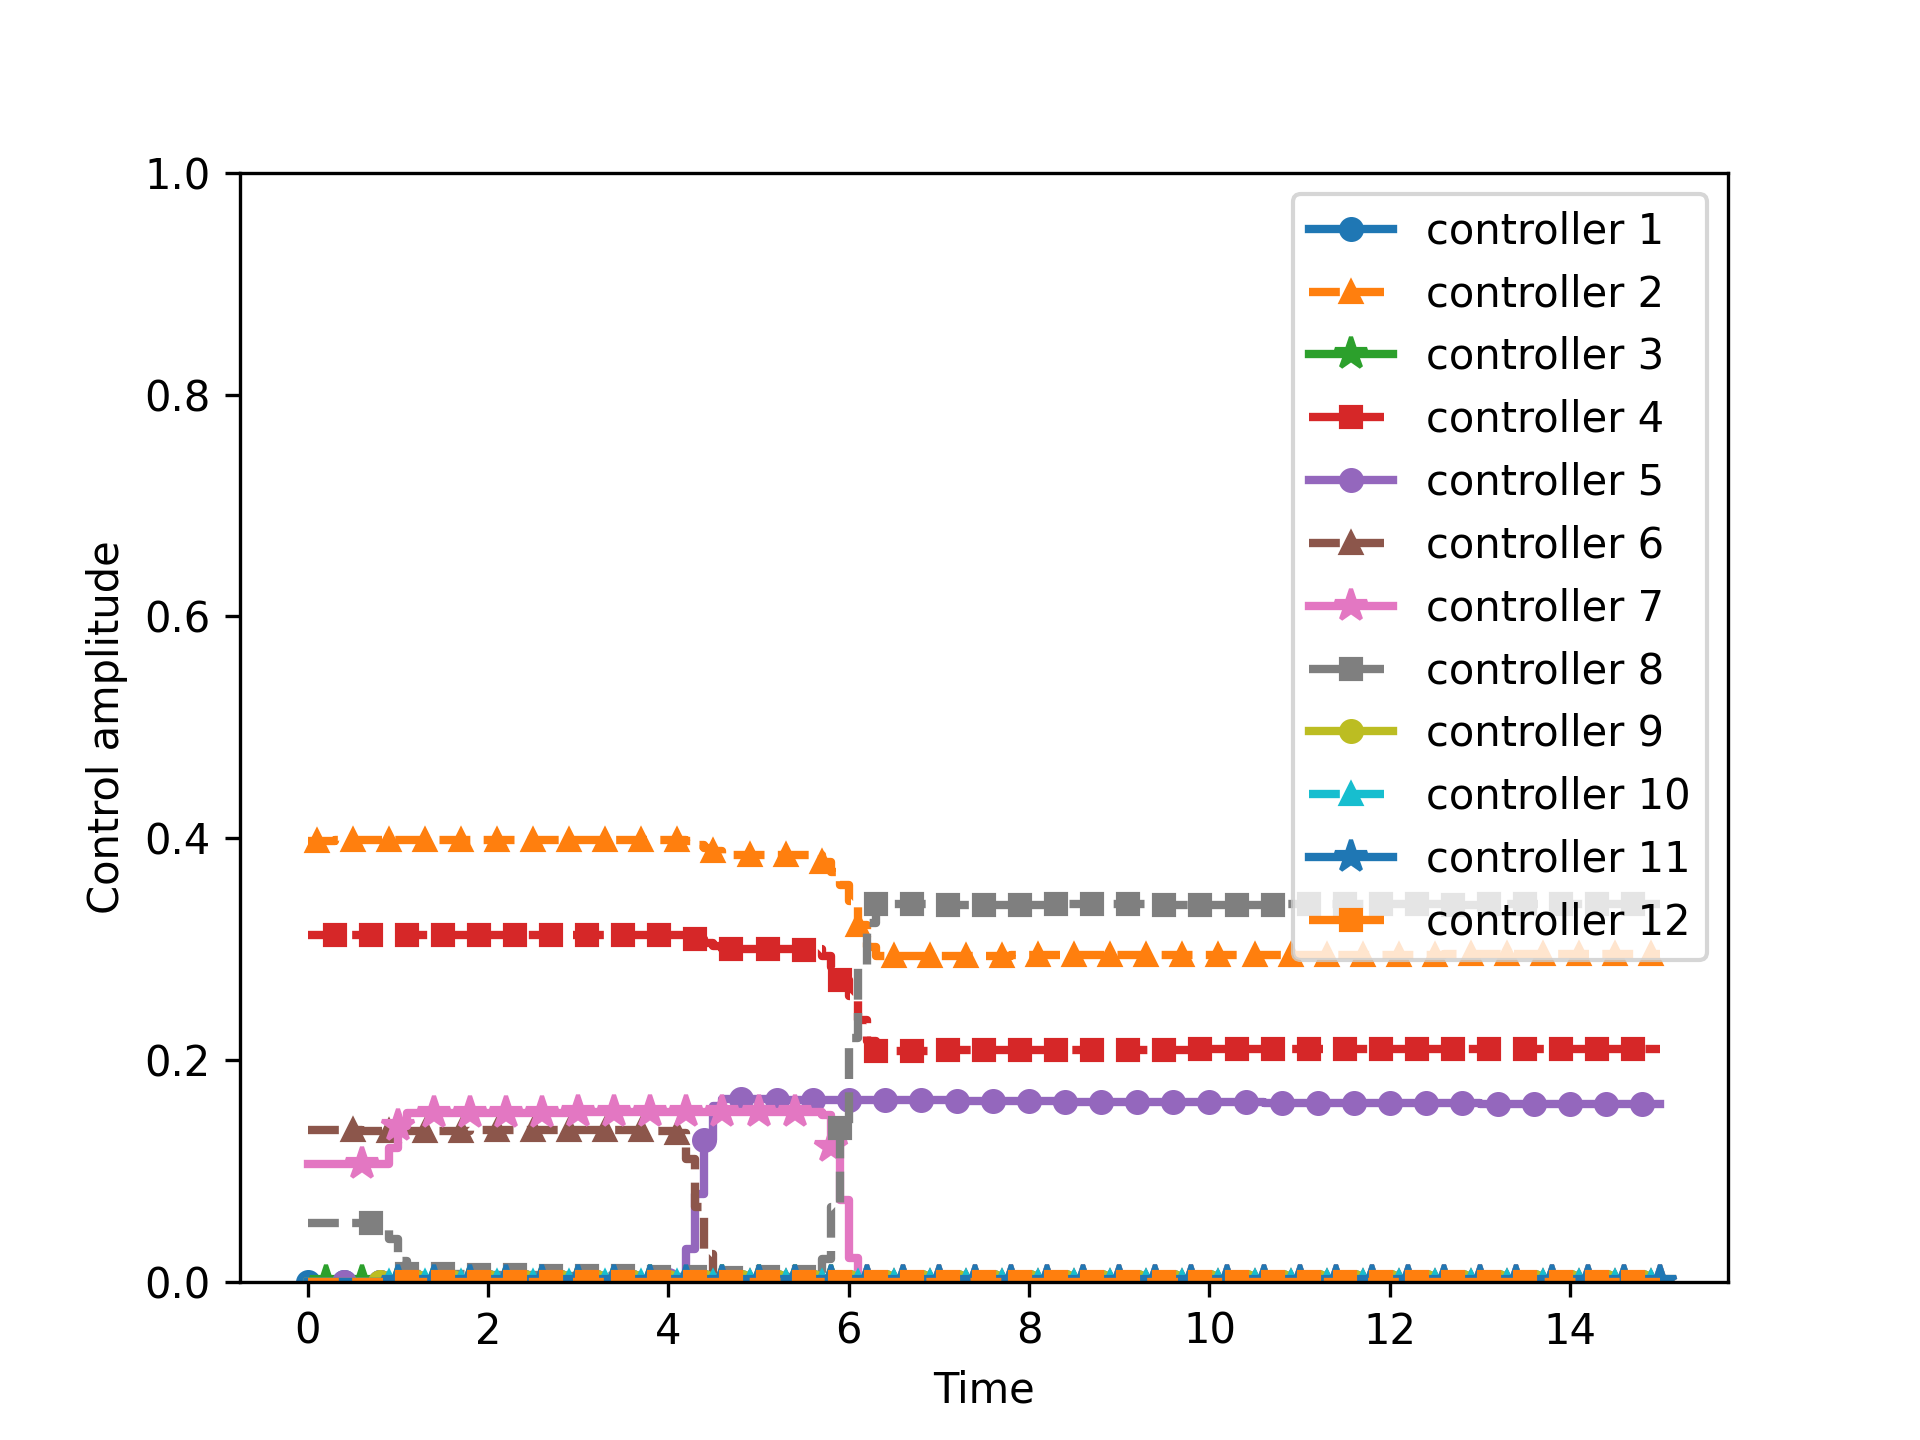 1.0
0.8
0.6
0.4
0.2
0.0
Control amplitude
controller 1
controller 2
controller 3
controller 4
controller 5
controller 6
controller 7
controller 8
controller 9
controller 10
controller 11
controller 12
0 2 4 6 8 10 12 14
Time